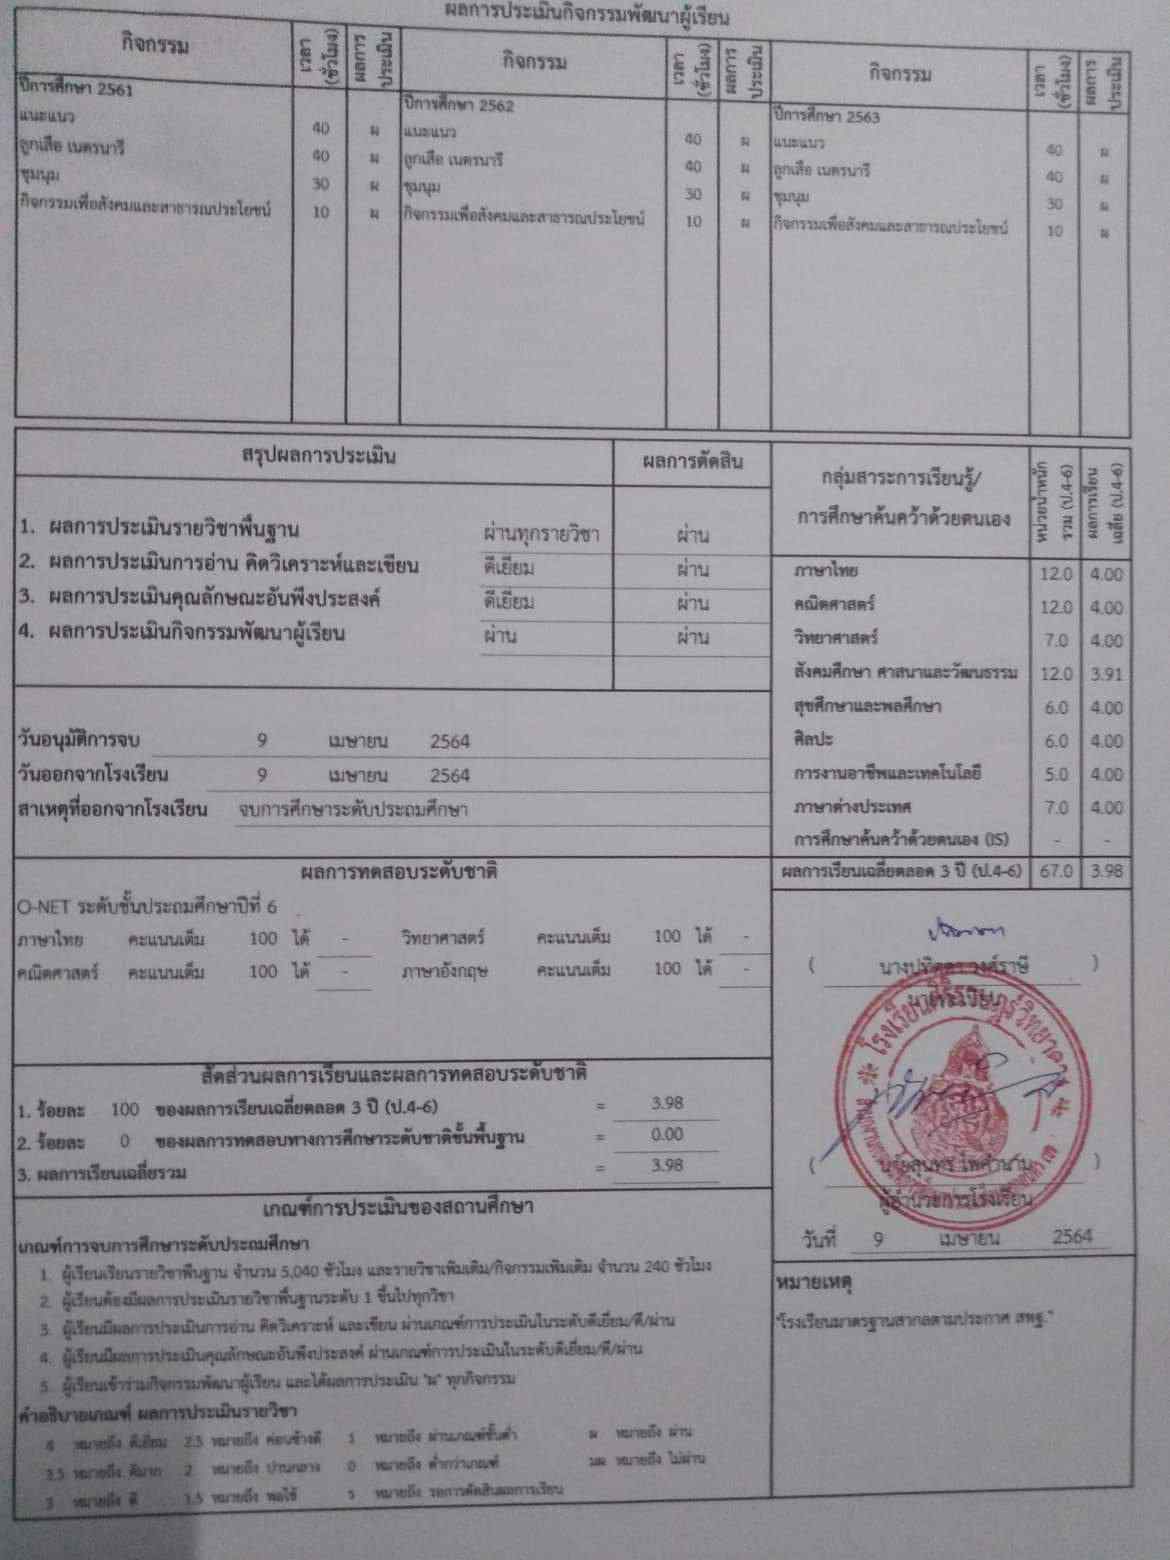 ผลการประเมินกิจกรรมพัฒนาผู้เรียน
กิจกรรม เวลา (ชั่วโมง) ผลการประเมิน กิจกรรม เวลา (ชั่วโมง) ผลการประเมิน กิจกรรม เวลา (ชั่วโมง) ผลการประเมิน
ปีการศึกษา 2561 ปีการศึกษา 2562 ปีการศึกษา 2563
แนะแนว 40 ผ แนะแนว 40 ผ แนะแนว 40 ผ
ลูกเสือ เนตรนารี 40 ผ ลูกเสือ เนตรนารี 40 ผ ลูกเสือ เนตรนารี 40 ผ
ชุมนุม 30 ผ ชุมนุม 30 ผ ชุมนุม 30 ผ
กิจกรรมเพื่อสังคมและสาธารณประโยชน์ 10 ผ กิจกรรมเพื่อสังคมและสาธารณประโยชน์ 10 ผ กิจกรรมเพื่อสังคมและสาธารณประโยชน์ 10 ผ
สรุปผลการประเมิน ผลการตัดสิน
1. ผลการประเมินรายวิชาพื้นฐาน ผ่านทุกรายวิชา ผ่าน
2. ผลการประเมินการอ่าน คิดวิเคราะห์และเขียน ดีเยี่ยม ผ่าน
3. ผลการประเมินคุณลักษณะอันพึงประสงค์ ดีเยี่ยม ผ่าน
4. ผลการประเมินกิจกรรมพัฒนาผู้เรียน ผ่าน ผ่าน
วันอนุมัติการจบ 9 เมษายน 2564
วันออกจากโรงเรียน 9 เมษายน 2564
สาเหตุที่ออกจากโรงเรียน จบการศึกษาระดับประถมศึกษา
กลุ่มสาระการเรียนรู้/ การศึกษาค้นคว้าด้วยตนเอง หน่วยน้ำหนักรวม (ป.4-6) ผลการเรียนเฉลี่ย (ป.4-6)
ภาษาไทย 12.0 4.00
คณิตศาสตร์ 12.0 4.00
วิทยาศาสตร์ 7.0 4.00
สังคมศึกษา ศาสนาและวัฒนธรรม 12.0 3.91
สุขศึกษาและพลศึกษา 6.0 4.00
ศิลปะ 6.0 4.00
การงานอาชีพและเทคโนโลยี 5.0 4.00
ภาษาต่างประเทศ 7.0 4.00
การศึกษาค้นคว้าด้วยตนเอง (IS) - -
ผลการเรียนเฉลี่ยตลอด 3 ปี (ป.4-6) 67.0 3.98
ผลการทดสอบระดับชาติ
O-NET ระดับชั้นประถมศึกษาปีที่ 6
ภาษาไทย คะแนนเต็ม 100 ได้ - วิทยาศาสตร์ คะแนนเต็ม 100 ได้ -
คณิตศาสตร์ คะแนนเต็ม 100 ได้ - ภาษาอังกฤษ คะแนนเต็ม 100 ได้ -
สัดส่วนผลการเรียนและผลการทดสอบระดับชาติ
1. ร้อยละ 100 ของผลการเรียนเฉลี่ยตลอด 3 ปี (ป.4-6) = 3.98
2. ร้อยละ 0 ของผลการทดสอบทางการศึกษาระดับชาติขั้นพื้นฐาน = 0.00
3. ผลการเรียนเฉลี่ยรวม = 3.98
( วงศ์ราษี )
นายทะเบียน
( )
ผู้อำนวยการโรงเรียน
วันที่ 9 เมษายน 2564
เกณฑ์การประเมินของสถานศึกษา
เกณฑ์การจบการศึกษาระดับประถมศึกษา
1. ผู้เรียนเรียนรายวิชาพื้นฐาน จำนวน 5,040 ชั่วโมง และรายวิชาเพิ่มเติม/กิจกรรมเพิ่มเติม จำนวน 240 ชั่วโมง
2. ผู้เรียนต้องมีผลการประเมินรายวิชาพื้นฐานระดับ 1 ขึ้นไปทุกวิชา
3. ผู้เรียนมีผลการประเมินการอ่าน คิดวิเคราะห์ และเขียน ผ่านเกณฑ์การประเมินในระดับดีเยี่ยม/ดี/ผ่าน
4. ผู้เรียนมีผลการประเมินคุณลักษณะอันพึงประสงค์ ผ่านเกณฑ์การประเมินในระดับดีเยี่ยม/ดี/ผ่าน
5. ผู้เรียนเข้าร่วมกิจกรรมพัฒนาผู้เรียน และได้ผลการประเมิน "ผ" ทุกกิจกรรม
คำอธิบายเกณฑ์ ผลการประเมินรายวิชา
4 หมายถึง ดีเยี่ยม 2.5 หมายถึง ค่อนข้างดี 1 หมายถึง ผ่านเกณฑ์ขั้นต่ำ ผ หมายถึง ผ่าน
3.5 หมายถึง ดีมาก 2 หมายถึง ปานกลาง 0 หมายถึง ต่ำกว่าเกณฑ์ มผ หมายถึง ไม่ผ่าน
3 หมายถึง ดี 1.5 หมายถึง พอใช้ ร หมายถึง รอการตัดสินผลการเรียน
หมายเหตุ
"โรงเรียนมาตรฐานสากลตามประกาศ สพฐ."